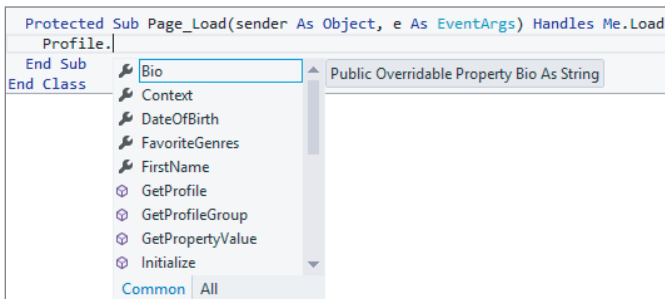 Protected Sub Page_Load(sender As Object, e As EventArgs) Handles Me.Load
Profile.
End Sub
End Class
Bio
Public Overridable Property Bio As String
Context
DateOfBirth
FavoriteGenres
FirstName
GetProfile
GetProfileGroup
GetPropertyValue
Initialize
Common All